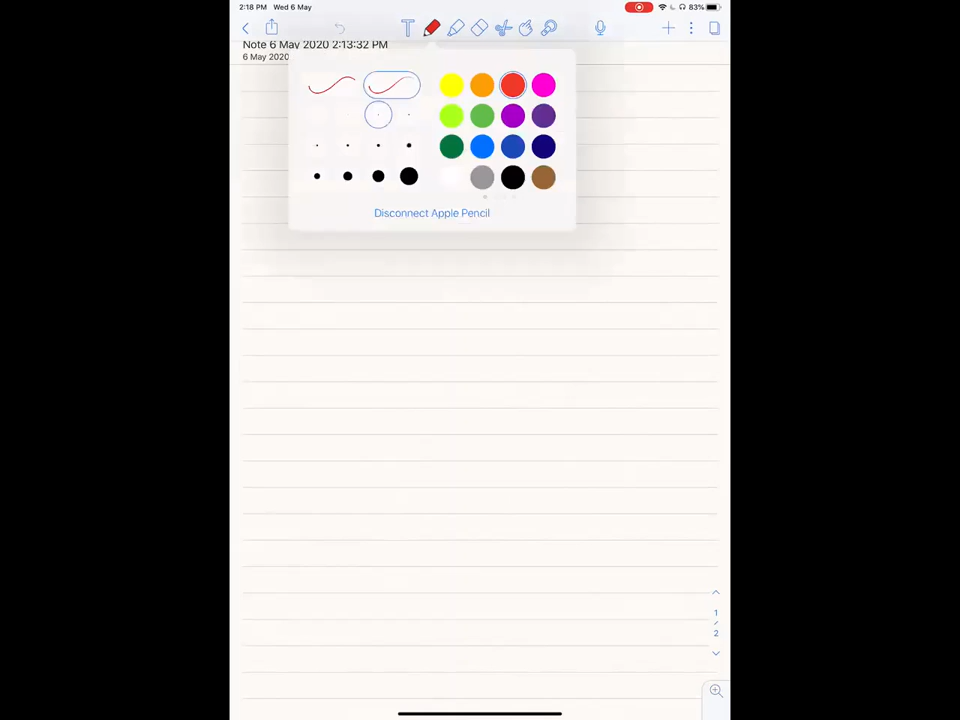 2:18 PM Wed 6 May 83%
T
Note 6 May 2020 2:13:32 PM
6 May 2020
Disconnect Apple Pencil
1
2